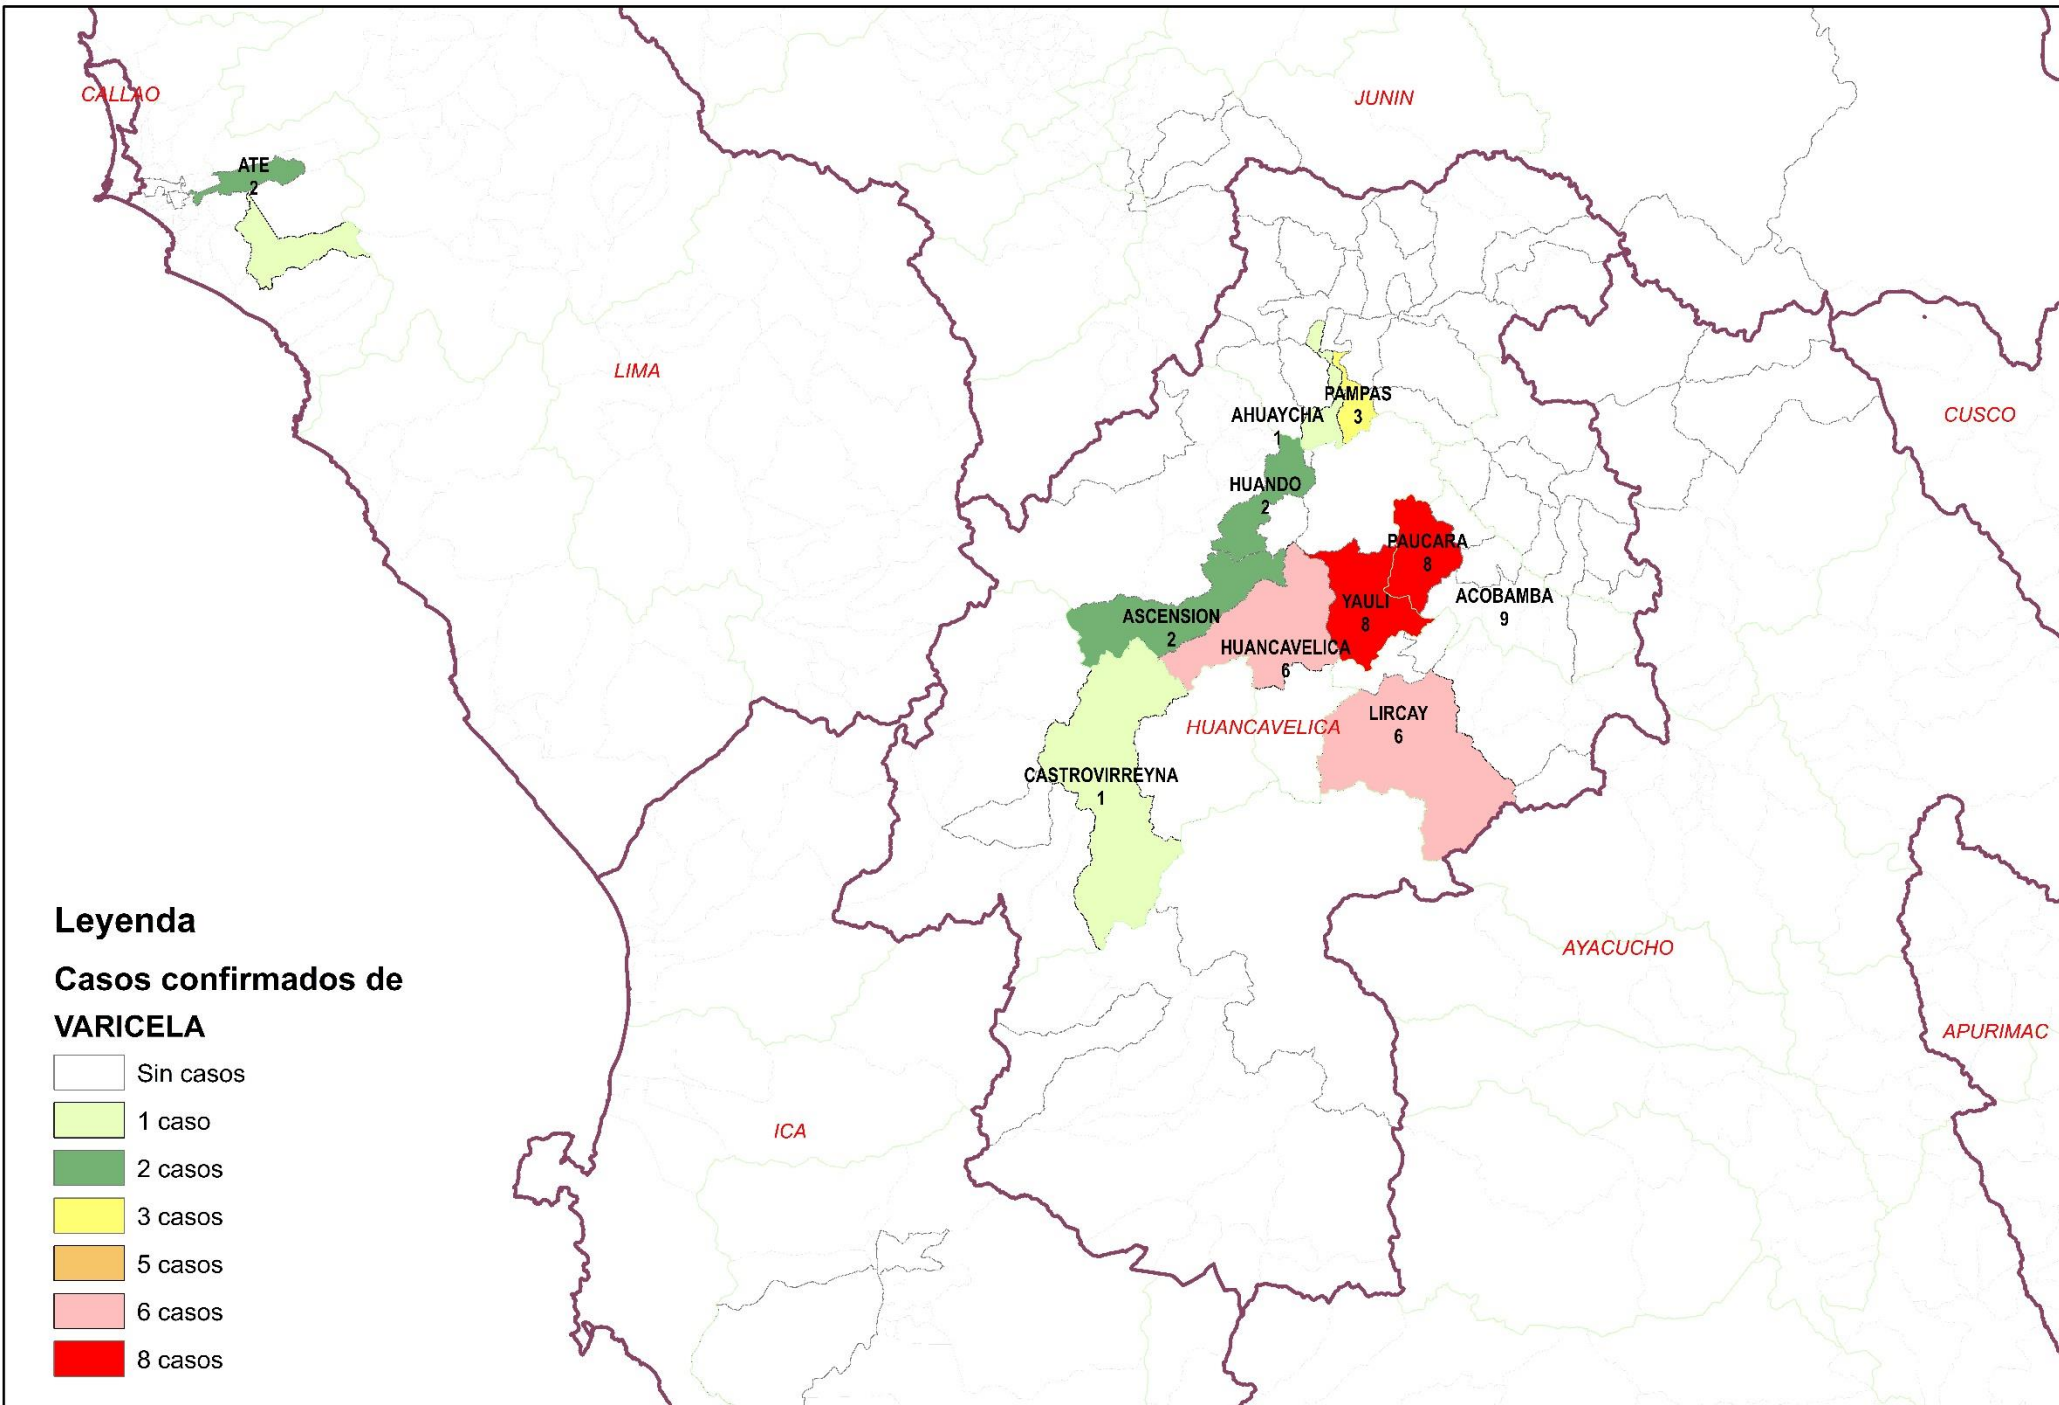 CALLAO
JUNIN
ATE
2
LIMA
CUSCO
PAMPAS
3
AHUAYCHA
1
HUANDO
2
PAUCARA
8
YAULI
8
ACOBAMBA
9
ASCENSION
2
HUANCAVELICA
6
LIRCAY
6
HUANCAVELICA
CASTROVIRREYNA
1
AYACUCHO
APURIMAC
ICA
Leyenda
Casos confirmados de
VARICELA
Sin casos
1 caso
2 casos
3 casos
5 casos
6 casos
8 casos